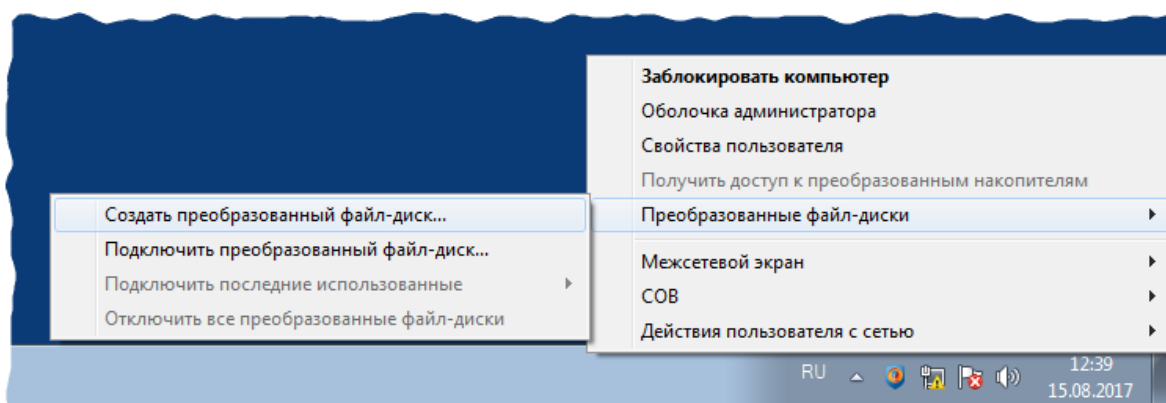 Заблокировать компьютер
Оболочка администратора
Свойства пользователя
Получить доступ к преобразованным накопителям
Преобразованные файл-диски
Межсетевой экран
СОВ
Действия пользователя с сетью
Создать преобразованный файл-диск...
Подключить преобразованный файл-диск...
Подключить последние использованные
Отключить все преобразованные файл-диски
RU
12:39
15.08.2017